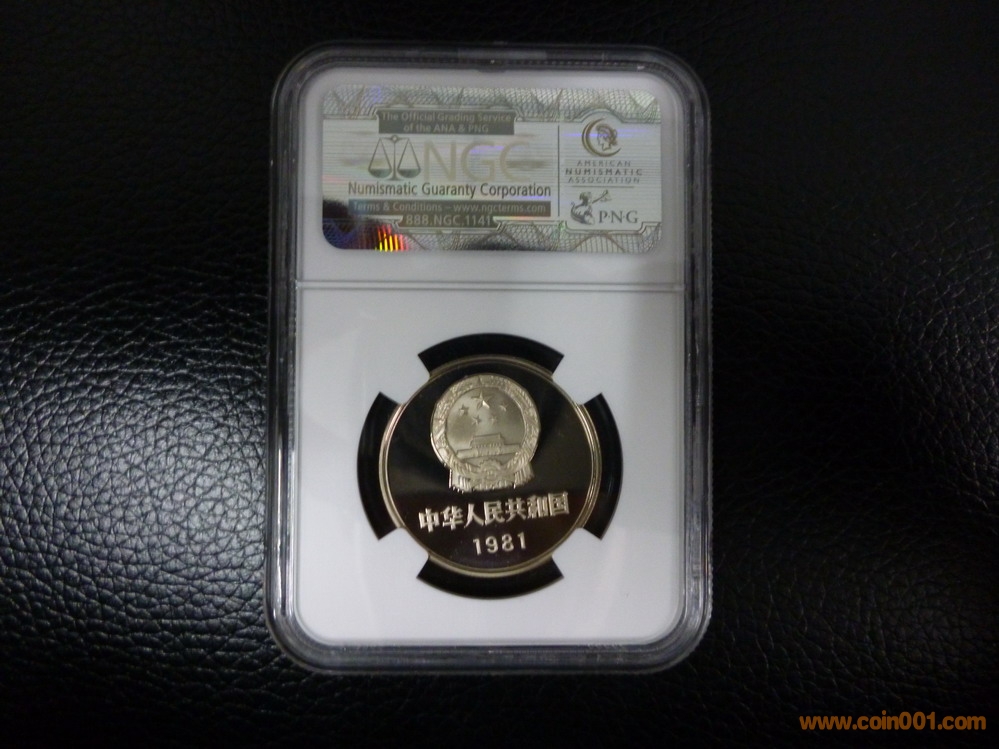 The Official Grading Service
of the ANA & PNG
NGC
Numismatic Guaranty Corporation
Terms & Conditions – www.ngcterms.com
888.NGC.1141
AMERICAN
NUMISMATIC
ASSOCIATION
P·N·G
中华人民共和国
1981
www.coin001.com